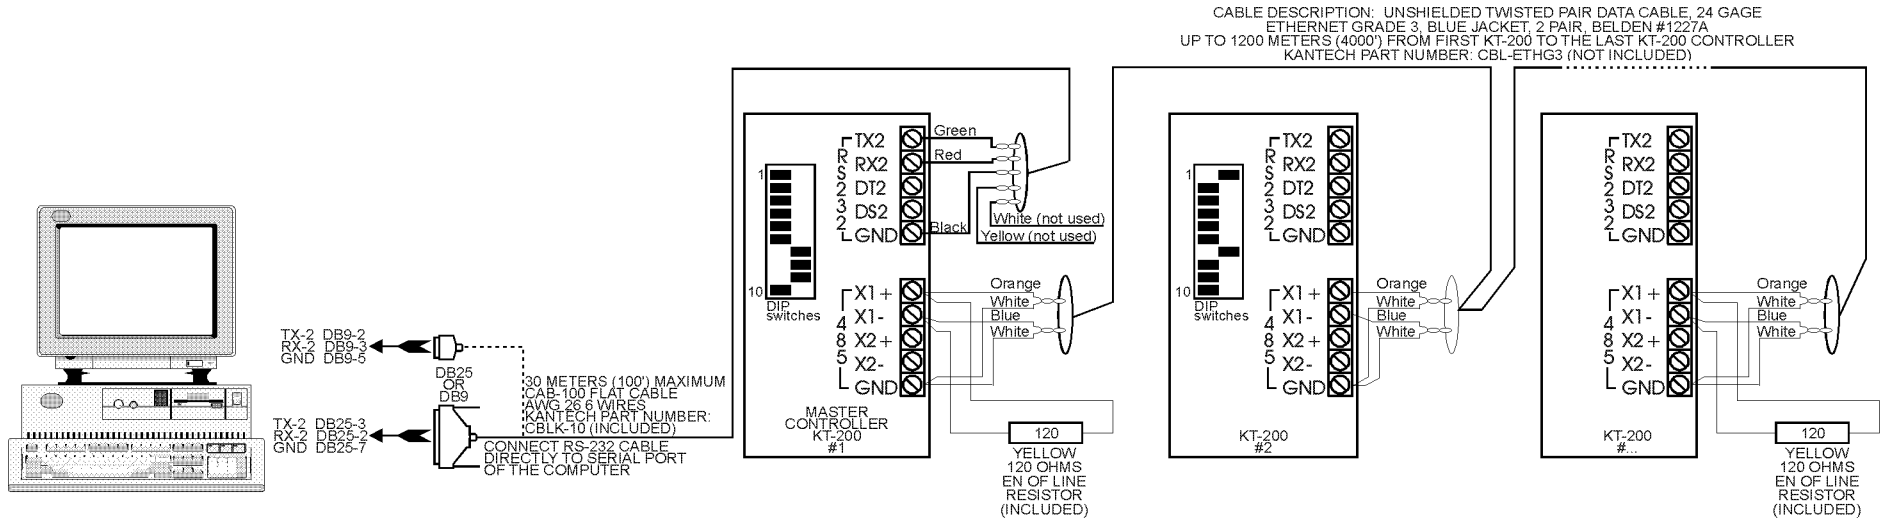 CABLE DESCRIPTION: UNSHIELDED TWISTED PAIR DATA CABLE, 24 GAGE
ETHERNET GRADE 3, BLUE JACKET, 2 PAIR, BELDEN #1227A
UP TO 1200 METERS (4000') FROM FIRST KT-200 TO THE LAST KT-200 CONTROLLER
KANTECH PART NUMBER: CBL-ETHG3 (NOT INCLUDED)
TX-2 DB9-2
RX-2 DB9-3
GND DB9-5
DB25
OR
DB9
TX-2 DB25-3
RX-2 DB25-2
GND DB25-7
30 METERS (100') MAXIMUM
CAB-100 FLAT CABLE
AWG 26 6 WIRES
KANTECH PART NUMBER:
CBLK-10 (INCLUDED)
CONNECT RS-232 CABLE
DIRECTLY TO SERIAL PORT
OF THE COMPUTER
1
10
DIP
switches
RS232
TX2
RX2
DT2
DS2
GND
Green
Red
Black
White (not used)
Yellow (not used)
485
X1+
X1-
X2+
X2-
GND
Orange
White
Blue
White
MASTER
CONTROLLER
KT-200
#1
120
YELLOW
120 OHMS
EN OF LINE
RESISTOR
(INCLUDED)
1
10
DIP
switches
RS232
TX2
RX2
DT2
DS2
GND
485
X1+
X1-
X2+
X2-
GND
Orange
White
Blue
White
KT-200
#2
RS232
TX2
RX2
DT2
DS2
GND
485
X1+
X1-
X2+
X2-
GND
Orange
White
Blue
White
KT-200
#...
120
YELLOW
120 OHMS
EN OF LINE
RESISTOR
(INCLUDED)